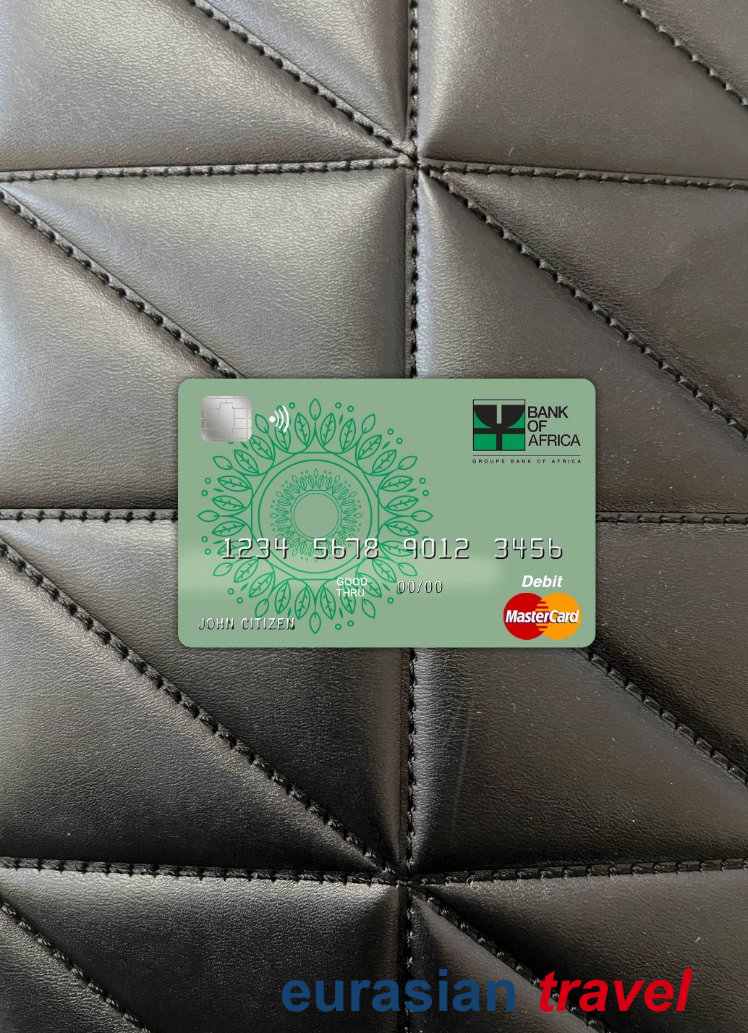 BANK
OF
AFRICA
GROUPE BANK OF AFRICA
1234 5678 9012 3456
GOOD
THRU
00/00
Debit
JOHN CITIZEN
MasterCard
eurasian travel